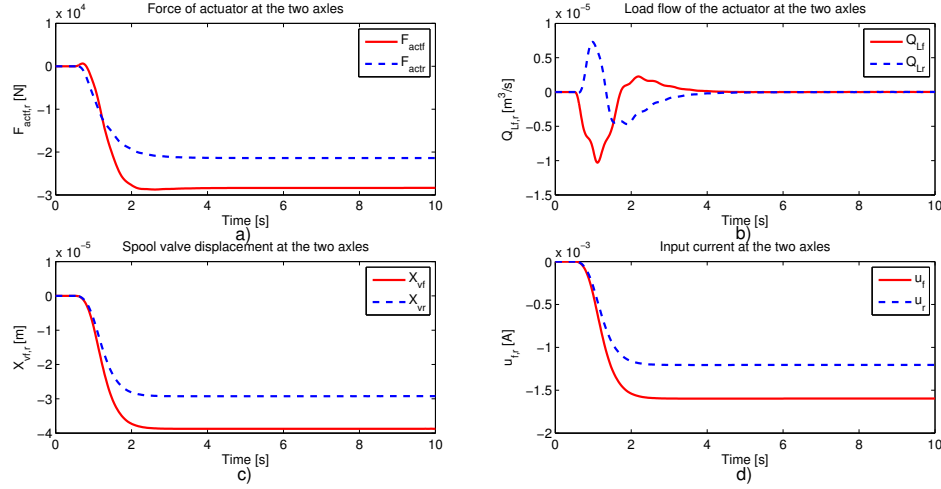 Force of actuator at the two axles
x 10^4
F_actf,r [N]
1
0
−1
−2
−3
0 2 4 6 8 10
Time [s]
F_actf
F_actr
a)
Load flow of the actuator at the two axles
x 10^−5
Q_Lf,r [m^3/s]
1
0.5
0
−0.5
−1
−1.5
0 2 4 6 8 10
Time [s]
Q_Lf
Q_Lr
b)
Spool valve displacement at the two axles
x 10^−5
X_vf,r [m]
1
0
−1
−2
−3
−4
0 2 4 6 8 10
Time [s]
X_vf
X_vr
c)
Input current at the two axles
x 10^−3
u_f,r [A]
0
−0.5
−1
−1.5
−2
0 2 4 6 8 10
Time [s]
u_f
u_r
d)